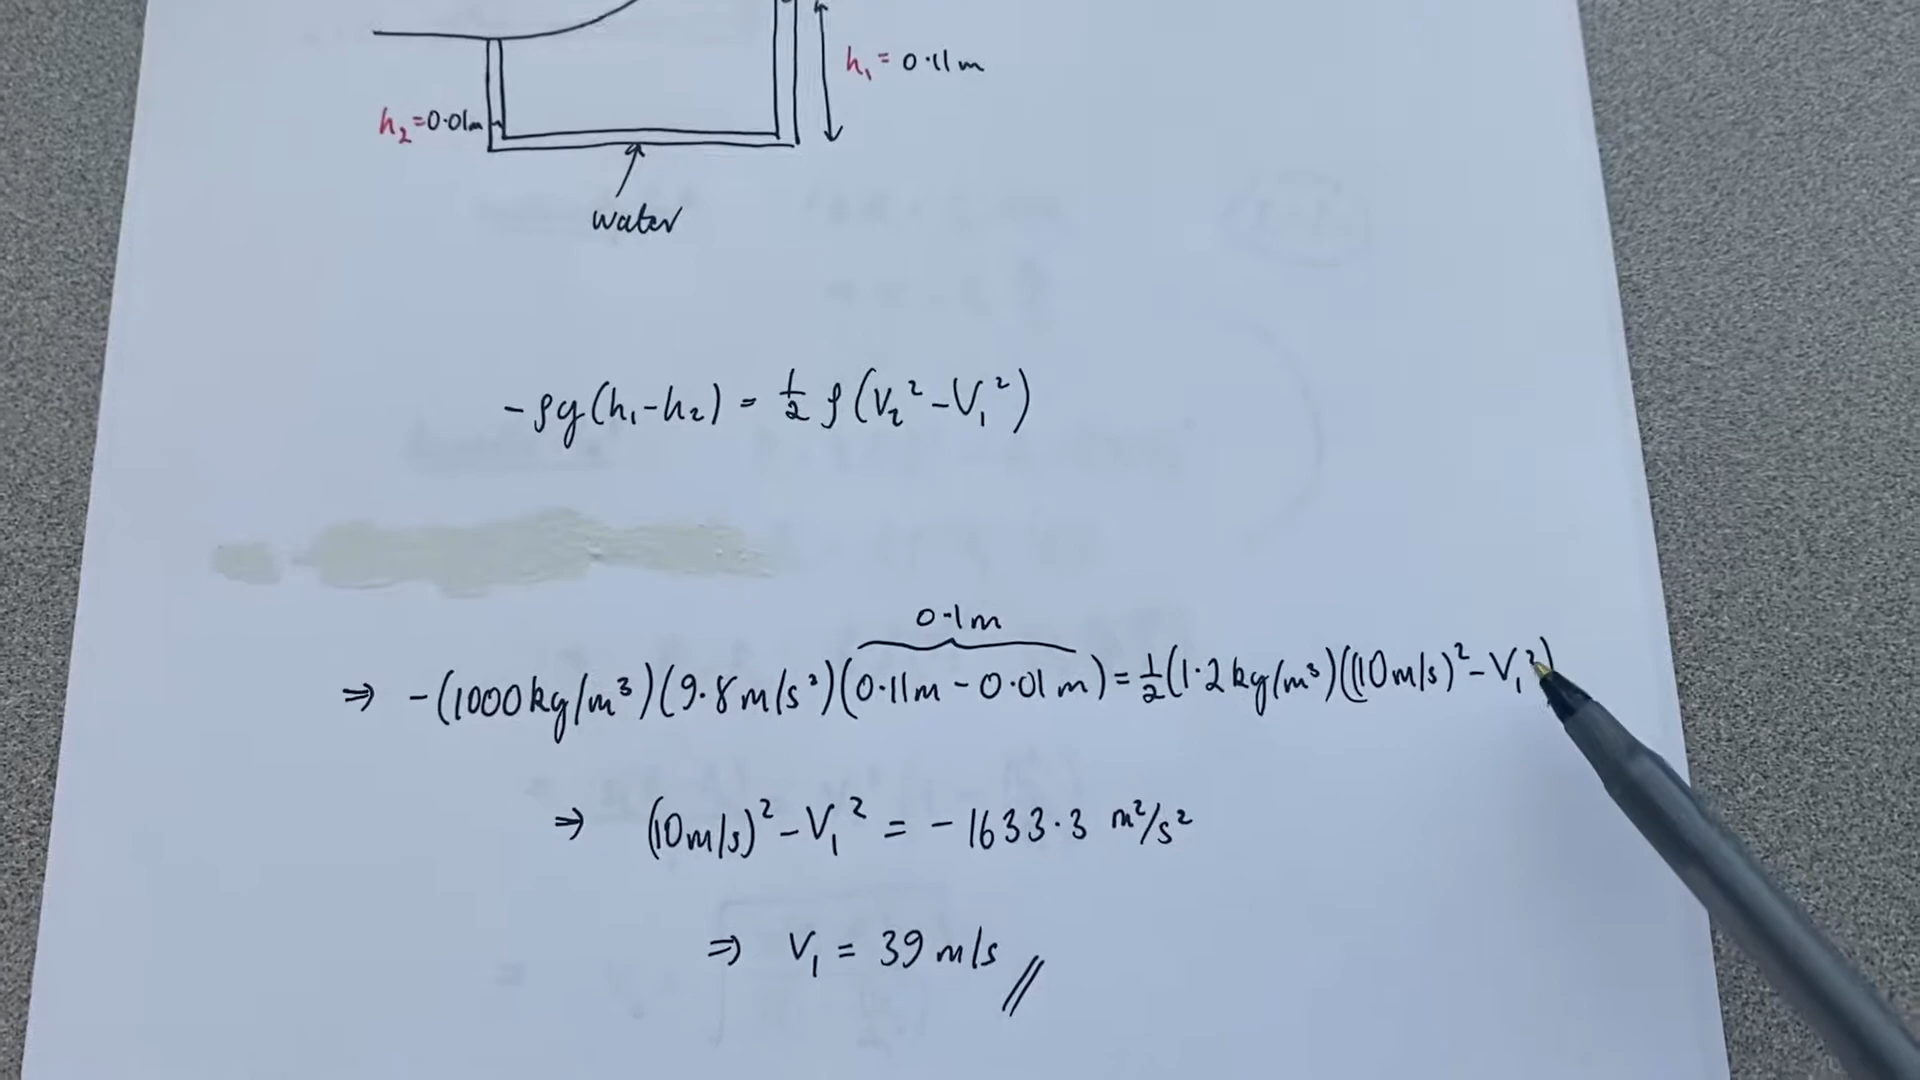 h₁ = 0.11m
h₂=0.01m
water
-ρg(h₁-h₂) = ½ρ(V₂²-V₁²)
0.1m
⇒ -(1000kg/m³)(9.8m/s²)(0.11m-0.01m)=½(1.2kg/m³)((10m/s)²-V₁²)
⇒ (10m/s)²-V₁² = -1633.3 m²/s²
⇒ V₁ = 39 m/s //